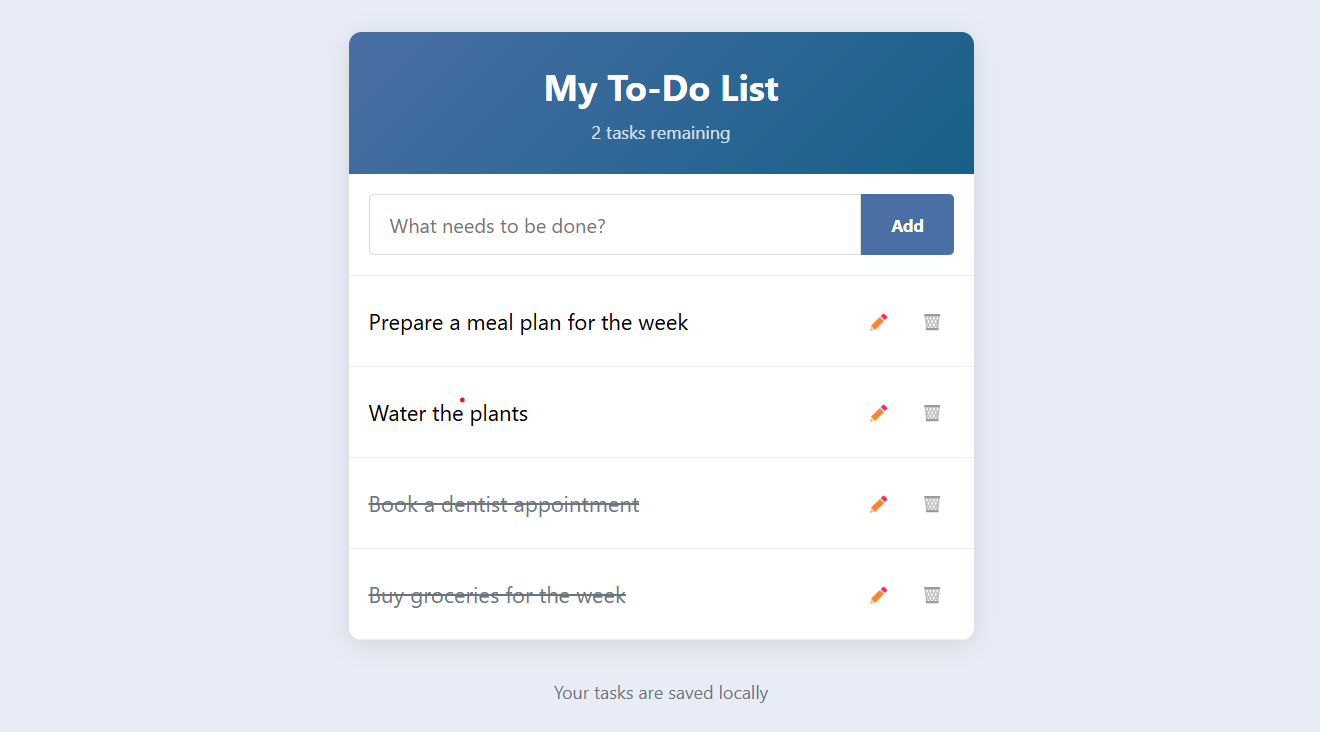 My To-Do List
2 tasks remaining
What needs to be done?
Add
Prepare a meal plan for the week
Water the plants
Book a dentist appointment
Buy groceries for the week
Your tasks are saved locally